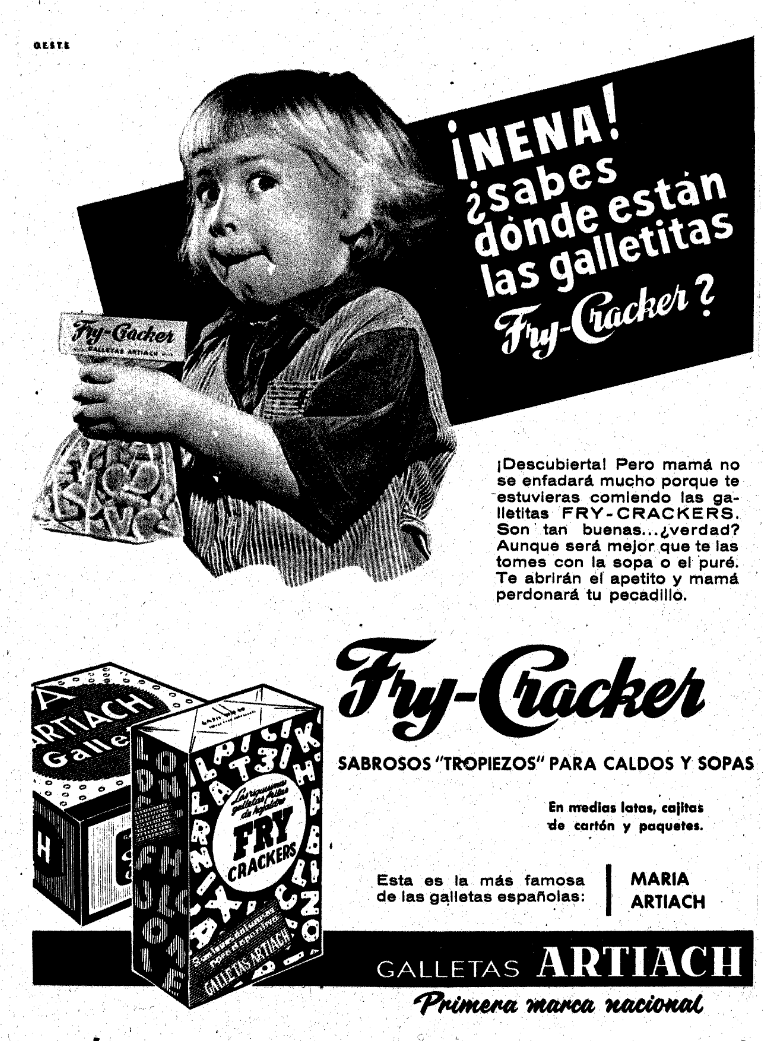 OESTE
¡NENA!
¿sabes
dónde están
las galletitas
Fry-Cracker?
Fry-Cracker
GALLETAS ARTIACH
¡Descubierta! Pero mamá no
se enfadará mucho porque te
estuvieras comiendo las ga-
lletitas FRY-CRACKERS.
Son tan buenas...¿verdad?
Aunque será mejor que te las
tomes con la sopa o el puré.
Te abrirán el apetito y mamá
perdonará tu pecadillo.
Fry-Cracker
SABROSOS "TROPIEZOS" PARA CALDOS Y SOPAS
En medias latas, cajitas
de cartón y paquetes.
Esta es la más famosa
de las galletas españolas:
MARIA
ARTIACH
A
ARTIACH
Galle
H
Las riquísimas
galletas fritas
de hojaldre
FRY
CRACKERS
GALLETAS ARTIACH
GALLETAS ARTIACH
Primera marca nacional